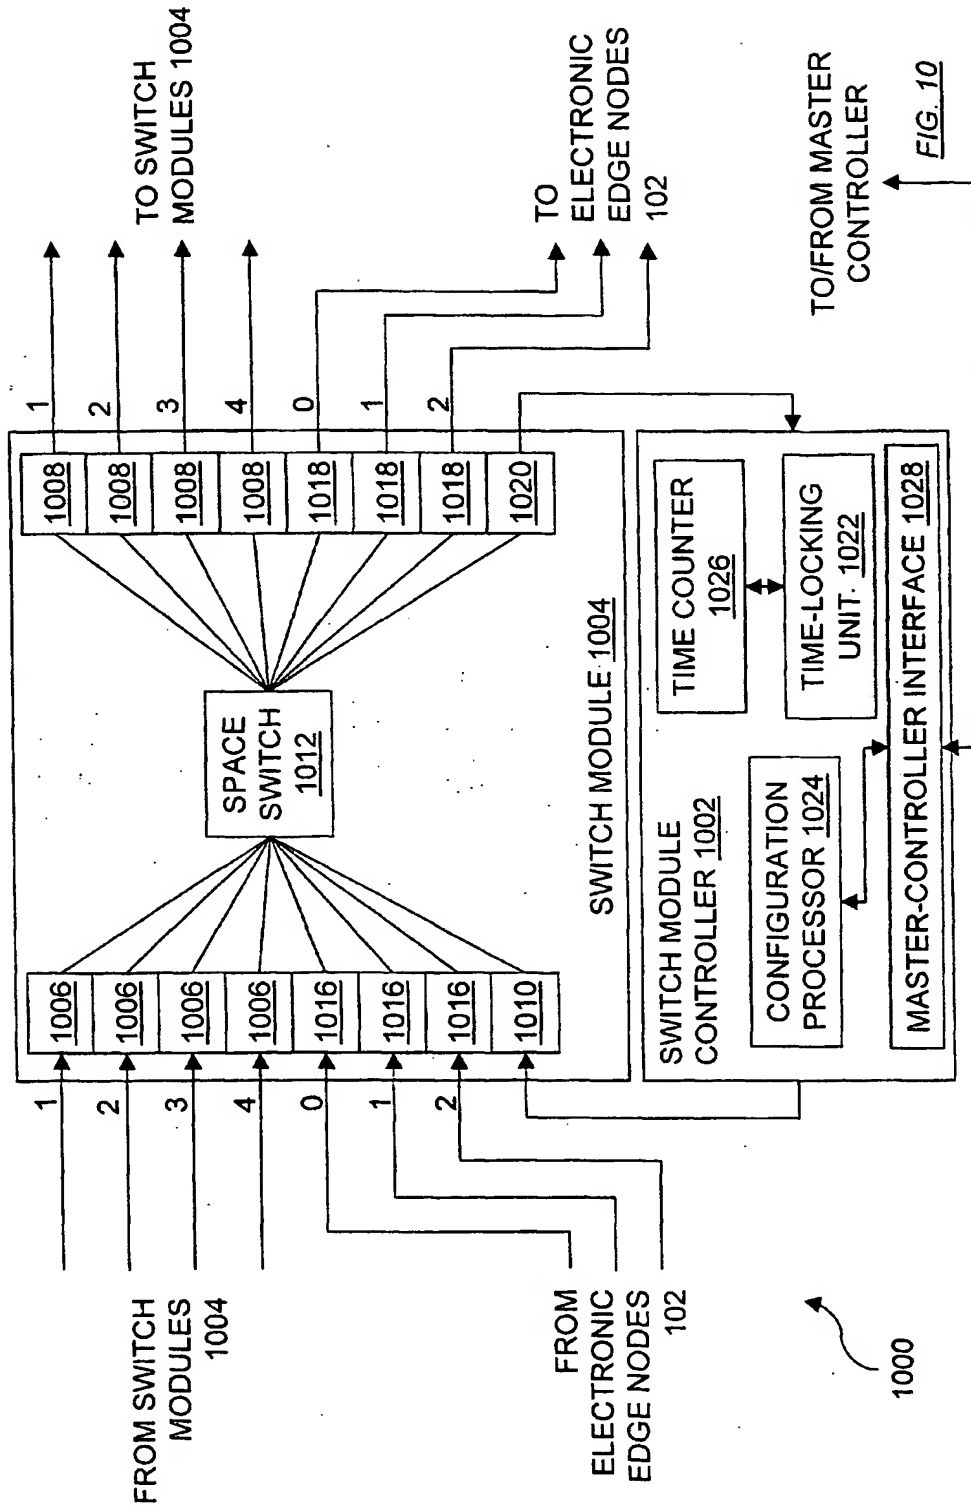 FROM SWITCH
MODULES
1004
1
2
3
4
0
1
2
FROM
ELECTRONIC
EDGE NODES
102
1000
1006
1006
1006
1006
1016
1016
1016
1010
SPACE
SWITCH
1012
SWITCH MODULE 1004
1008
1008
1008
1008
1018
1018
1018
1020
1
2
3
4
0
1
2
TO SWITCH
MODULES 1004
TO
ELECTRONIC
EDGE NODES
102
SWITCH MODULE
CONTROLLER 1002
CONFIGURATION
PROCESSOR 1024
TIME COUNTER
1026
TIME-LOCKING
UNIT 1022
MASTER-CONTROLLER INTERFACE 1028
TO/FROM MASTER
CONTROLLER
FIG. 10